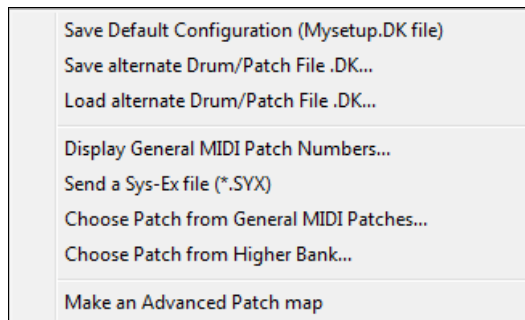 Save Default Configuration (Mysetup.DK file)
Save alternate Drum/Patch File .DK...
Load alternate Drum/Patch File .DK...
Display General MIDI Patch Numbers...
Send a Sys-Ex file (*.SYX)
Choose Patch from General MIDI Patches...
Choose Patch from Higher Bank...
Make an Advanced Patch map